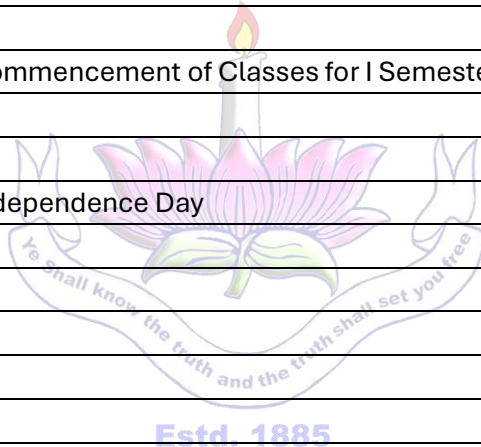 ommencement of Classes for I Semeste
dependence Day
Ye shall know the truth and the truth shall set you free
Estd. 1885